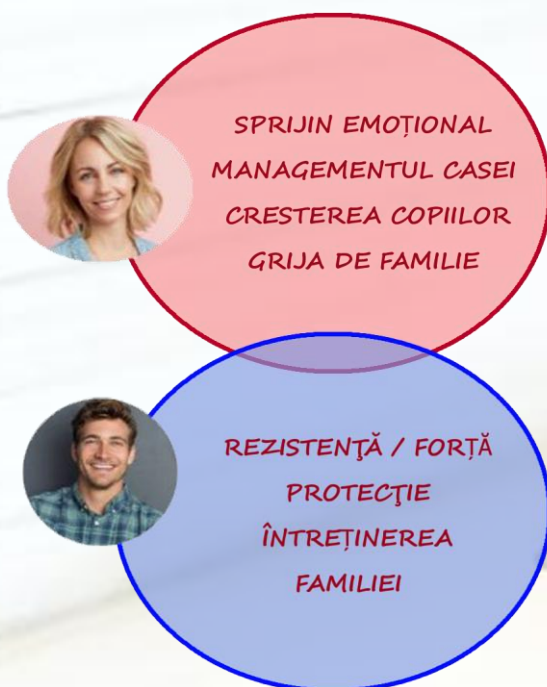 SPRIJIN EMOȚIONAL
MANAGEMENTUL CASEI
CRESTEREA COPIILOR
GRIJA DE FAMILIE
REZISTENŢĂ / FORȚĂ
PROTECŢIE
ÎNTREȚINEREA
FAMILIEI